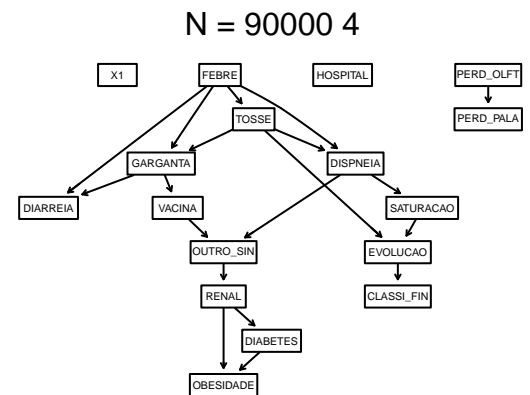 N = 90000 4
X1 FEBRE HOSPITAL PERD_OLFT
TOSSE PERD_PALA
GARGANTA DISPNEIA
DIARREIA VACINA SATURACAO
OUTRO_SIN EVOLUCAO
RENAL CLASSI_FIN
DIABETES
OBESIDADE